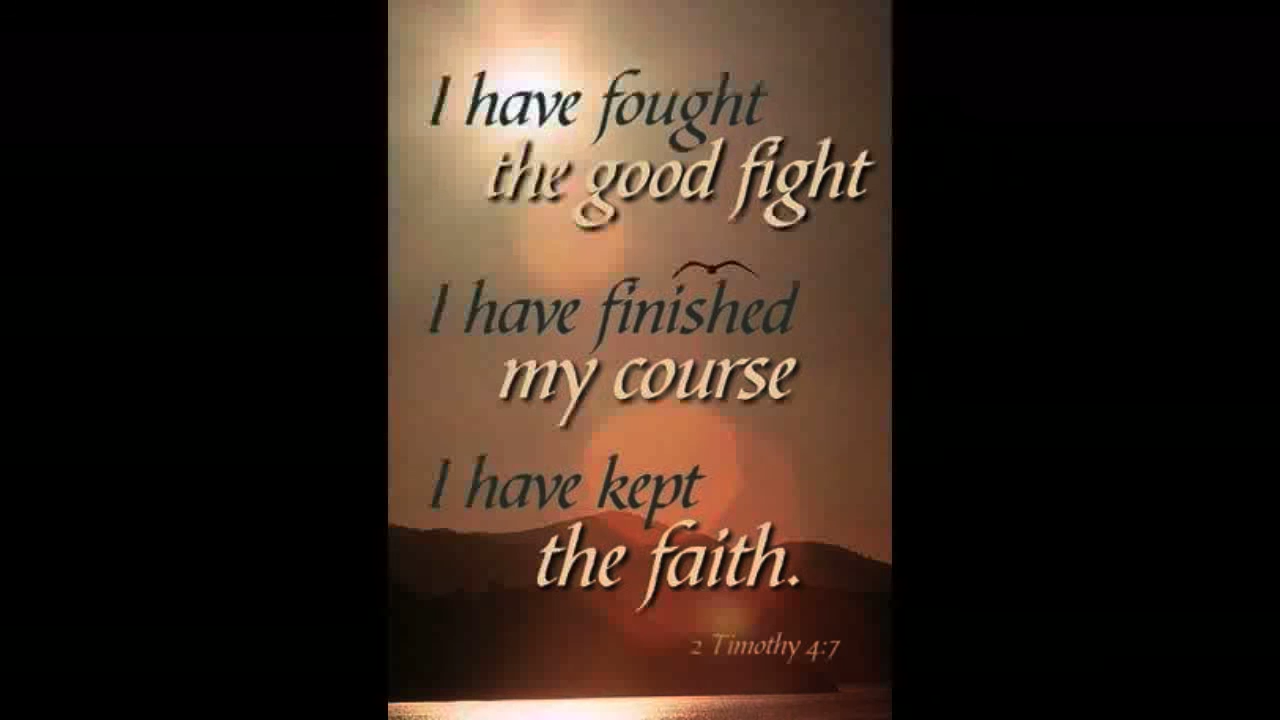 I have fought
the good fight
I have finished
my course
I have kept
the faith.
2 Timothy 4:7